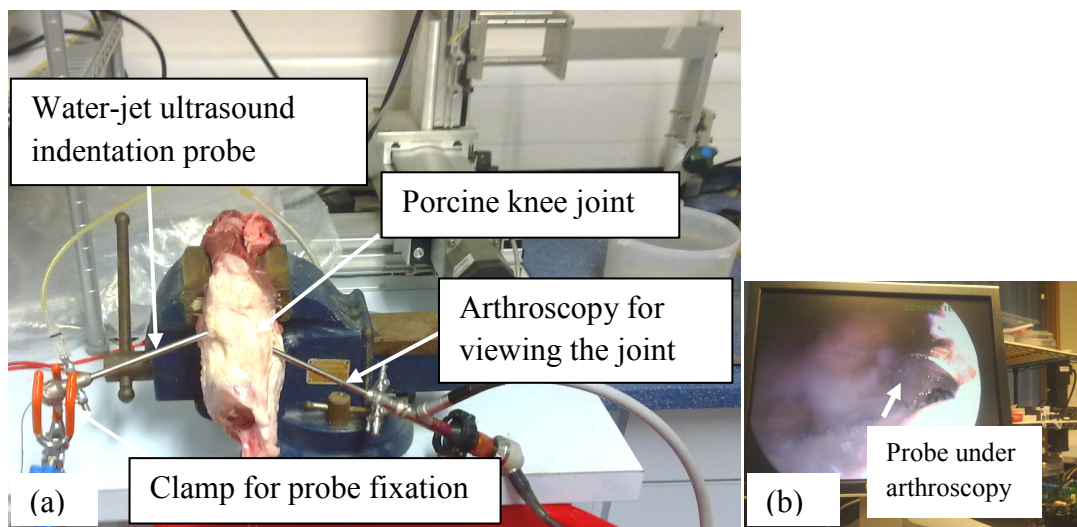 Water-jet ultrasound
indentation probe
Porcine knee joint
Arthroscopy for
viewing the joint
Clamp for probe fixation
(a)
Probe under
arthroscopy
(b)